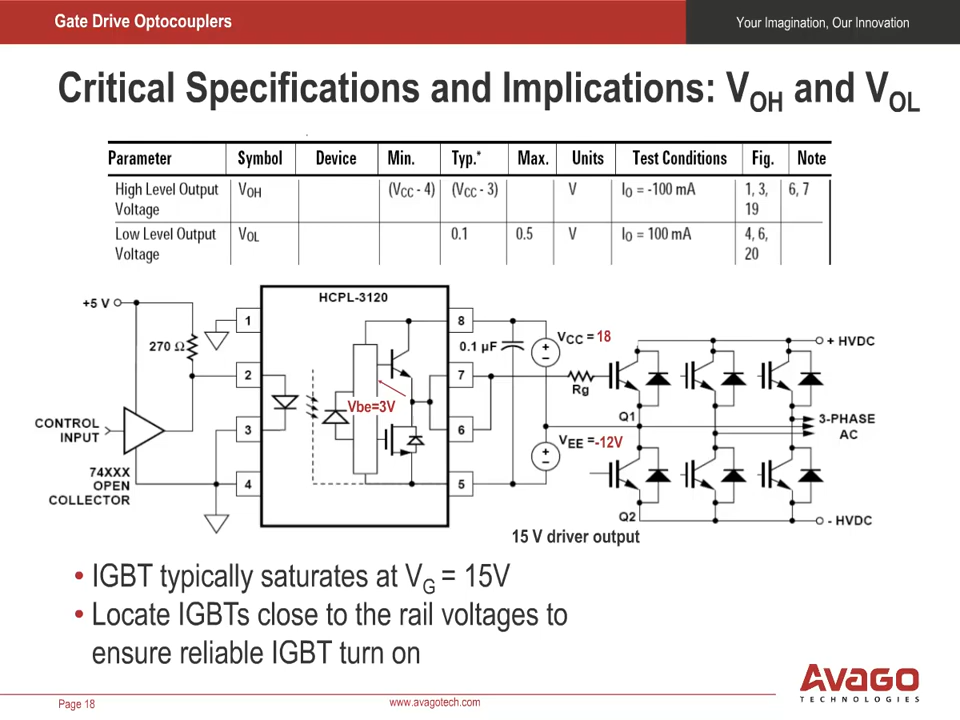 Gate Drive Optocouplers
Your Imagination, Our Innovation
Critical Specifications and Implications: VOH and VOL
Parameter Symbol Device Min. Typ.* Max. Units Test Conditions Fig. Note
High Level Output Voltage VOH (VCC - 4) (VCC - 3) V IO = -100 mA 1, 3, 19 6, 7
Low Level Output Voltage VOL 0.1 0.5 V IO = 100 mA 4, 6, 20
HCPL-3120
+5 V
1
8
270 Ω
0.1 µF
VCC = 18
+ HVDC
2
7
Rg
Vbe=3V
CONTROL
INPUT
3
6
Q1
3-PHASE
AC
VEE =-12V
74XXX
OPEN
COLLECTOR
4
5
Q2
- HVDC
15 V driver output
• IGBT typically saturates at VG = 15V
• Locate IGBTs close to the rail voltages to
ensure reliable IGBT turn on
AVAGO
TECHNOLOGIES
Page 18
www.avagotech.com